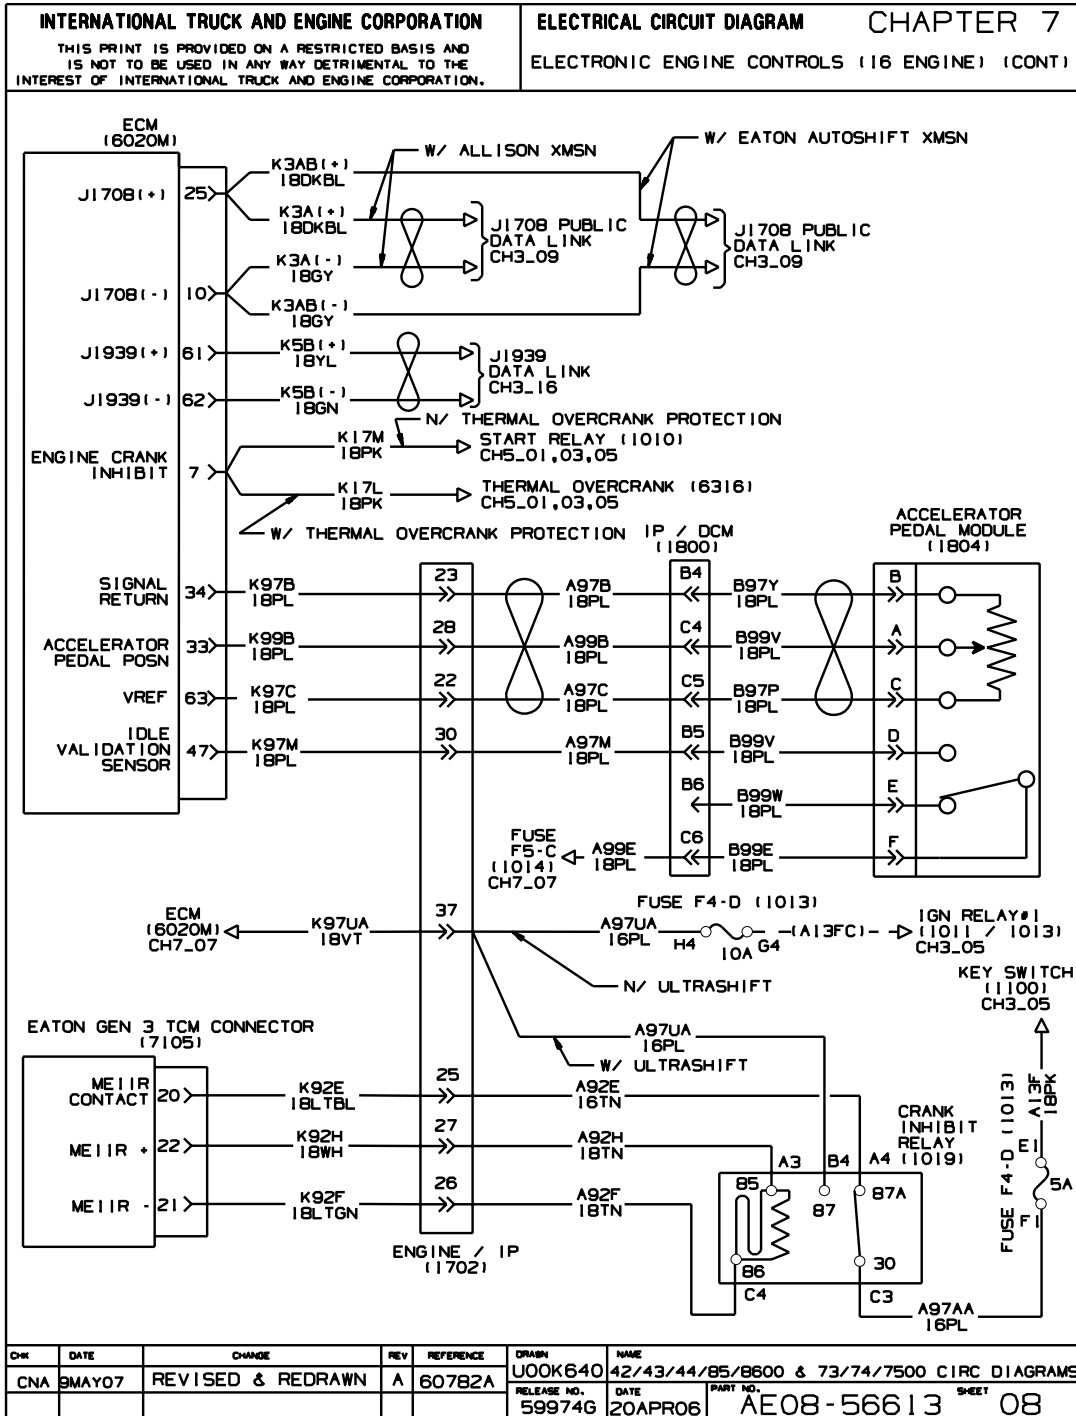 INTERNATIONAL TRUCK AND ENGINE CORPORATION
THIS PRINT IS PROVIDED ON A RESTRICTED BASIS AND
IS NOT TO BE USED IN ANY WAY DETRIMENTAL TO THE
INTEREST OF INTERNATIONAL TRUCK AND ENGINE CORPORATION.
ELECTRICAL CIRCUIT DIAGRAM CHAPTER 7
ELECTRONIC ENGINE CONTROLS (I6 ENGINE) (CONT)
ECM
(6020M)
J1708(+) 25
K3AB(+)
18DKBL
K3A(+)
18DKBL
W/ ALLISON XMSN
W/ EATON AUTOSHIFT XMSN
J1708 PUBLIC
DATA LINK
CH3_09
J1708 PUBLIC
DATA LINK
CH3_09
J1708(-) 10
K3A(-)
18GY
K3AB(-)
18GY
J1939(+) 61
K5B(+)
18YL
J1939
DATA LINK
CH3_16
J1939(-) 62
K5B(-)
18GN
N/ THERMAL OVERCRANK PROTECTION
ENGINE CRANK
INHIBIT 7
K17M
18PK
START RELAY (1010)
CH5_01,03,05
K17L
18PK
THERMAL OVERCRANK (6316)
CH5_01,03,05
W/ THERMAL OVERCRANK PROTECTION
IP / DCM
(1800)
ACCELERATOR
PEDAL MODULE
(1804)
SIGNAL
RETURN 34
K97B
18PL
23
A97B
18PL
B4
B97Y
18PL
B
ACCELERATOR
PEDAL POSN 33
K99B
18PL
28
A99B
18PL
C4
B99V
18PL
A
VREF 63
K97C
18PL
22
A97C
18PL
C5
B97P
18PL
C
IDLE
VALIDATION
SENSOR 47
K97M
18PL
30
A97M
18PL
B5
B99V
18PL
D
B6
B99W
18PL
E
FUSE
F5-C
(1014)
CH7_07
A99E
18PL
C6
B99E
18PL
F
ECM
(6020M)
CH7_07
K97UA
18VT
37
A97UA
16PL
FUSE F4-D (1013)
H4 10A G4
(A13FC)
IGN RELAY#1
(1011 / 1013)
CH3_05
N/ ULTRASHIFT
KEY SWITCH
(1100)
CH3_05
A97UA
16PL
W/ ULTRASHIFT
EATON GEN 3 TCM CONNECTOR
(7105)
ME11R
CONTACT 20
K92E
18LTBL
25
A92E
16TN
ME11R + 22
K92H
18WH
27
A92H
18TN
ME11R - 21
K92F
18LTGN
26
A92F
18TN
ENGINE / IP
(1702)
CRANK
INHIBIT
RELAY
(1019)
A3 B4 A4
85 87 87A
86 30
C4 C3
FUSE F4-D (1013)
A13F
18PK
E1
5A
F1
A97AA
16PL
CHK DATE CHANGE REV REFERENCE
CNA 9MAY07 REVISED & REDRAWN A 60782A
DRAWN
U00K640
NAME
42/43/44/85/8600 & 73/74/7500 CIRC DIAGRAMS
RELEASE NO.
59974G
DATE
20APR06
PART NO.
AE08-56613
SHEET
08